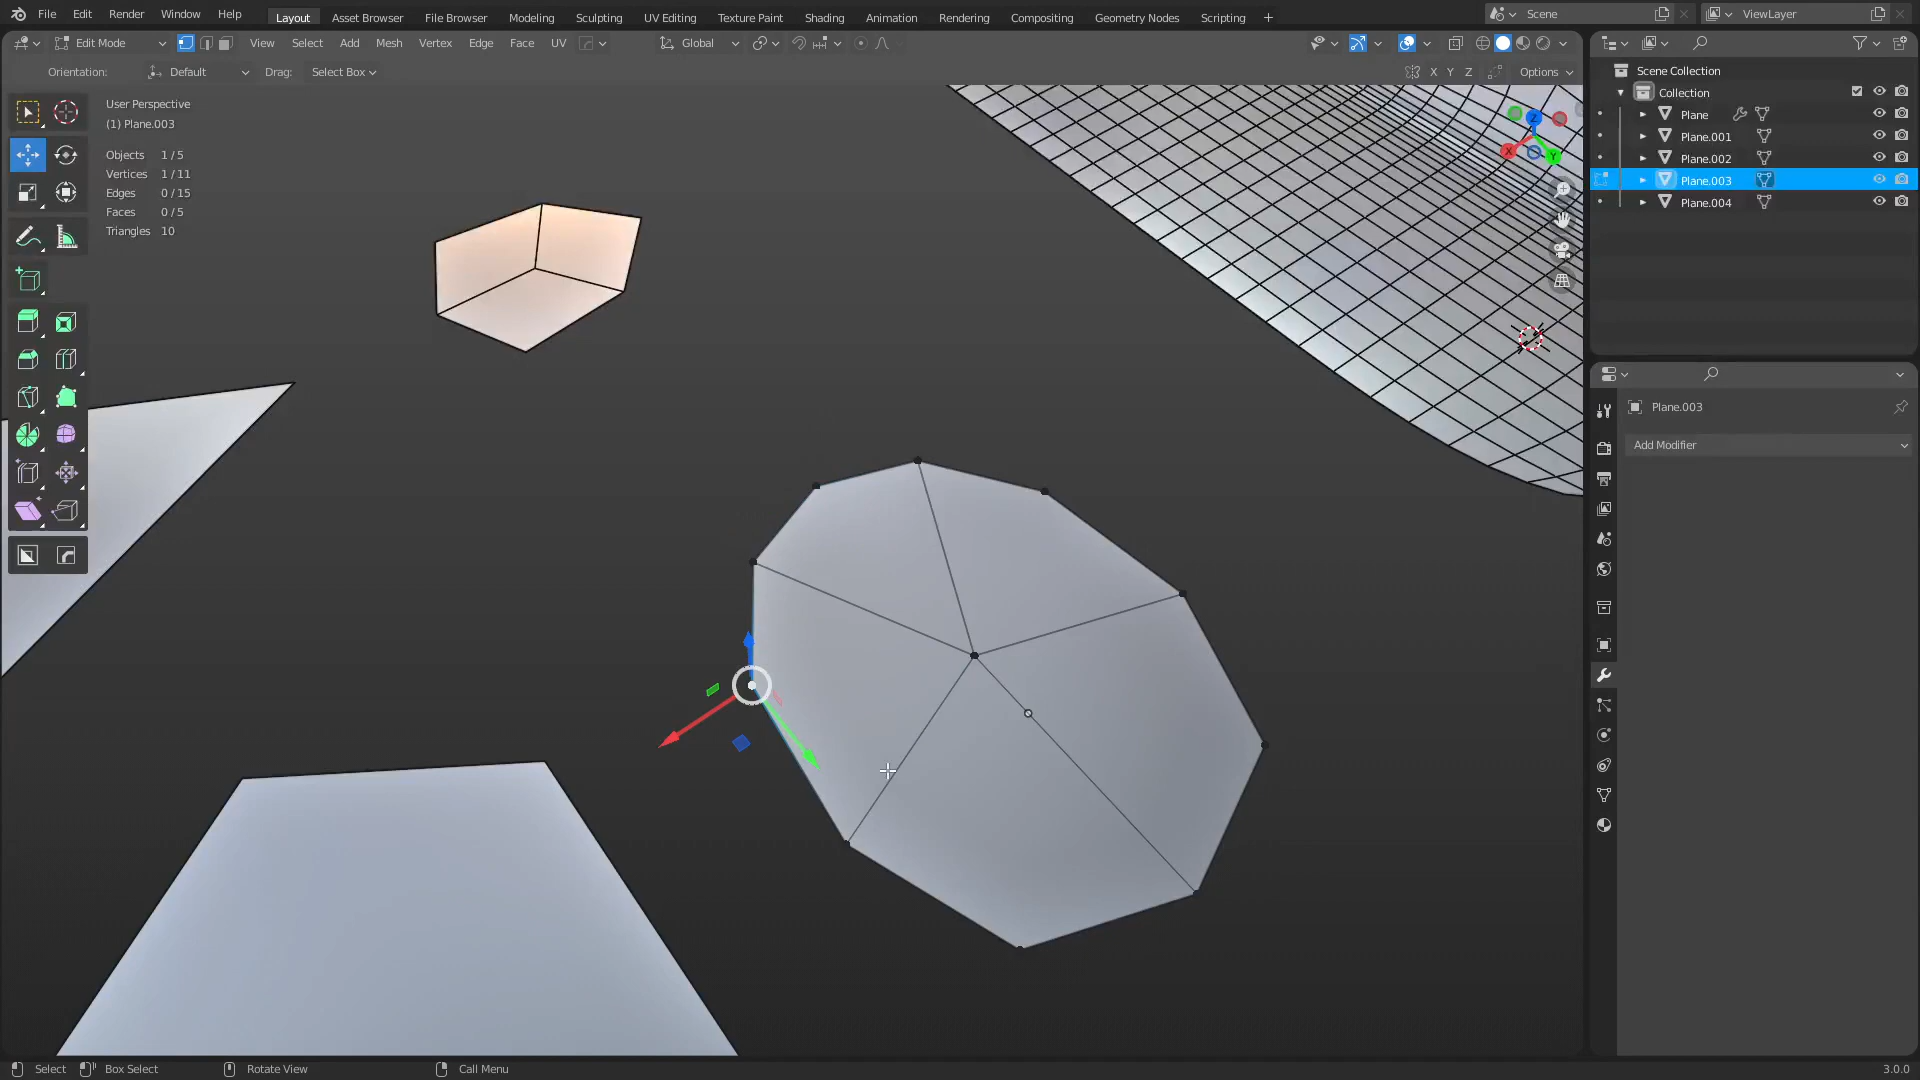 File Edit Render Window Help
Layout Asset Browser File Browser Modeling Sculpting UV Editing Texture Paint Shading Animation Rendering Compositing Geometry Nodes Scripting +
Scene
ViewLayer
Edit Mode
View Select Add Mesh Vertex Edge Face UV
Global
Orientation:
Default
Drag:
Select Box
X Y Z
Options
User Perspective
(1) Plane.003
Objects 1 / 5
Vertices 1 / 11
Edges 0 / 15
Faces 0 / 5
Triangles 10
Z
X
Y
Scene Collection
Collection
Plane
Plane.001
Plane.002
Plane.003
Plane.004
Plane.003
Add Modifier
Select
Box Select
Rotate View
Call Menu
3.0.0